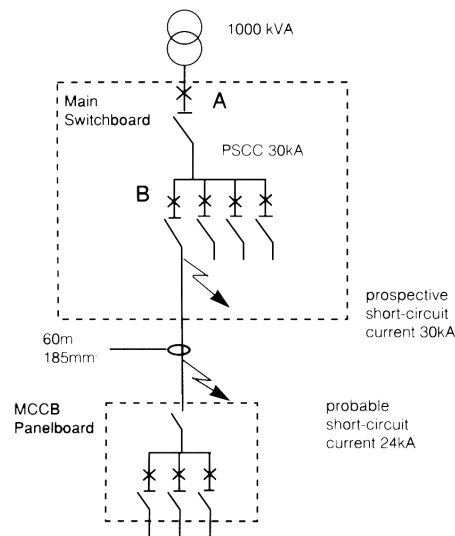 1000 kVA
A
Main
Switchboard
PSCC 30kA
B
prospective
short-circuit
current 30kA
60m
185mm²
MCCB
Panelboard
probable
short-circuit
current 24kA